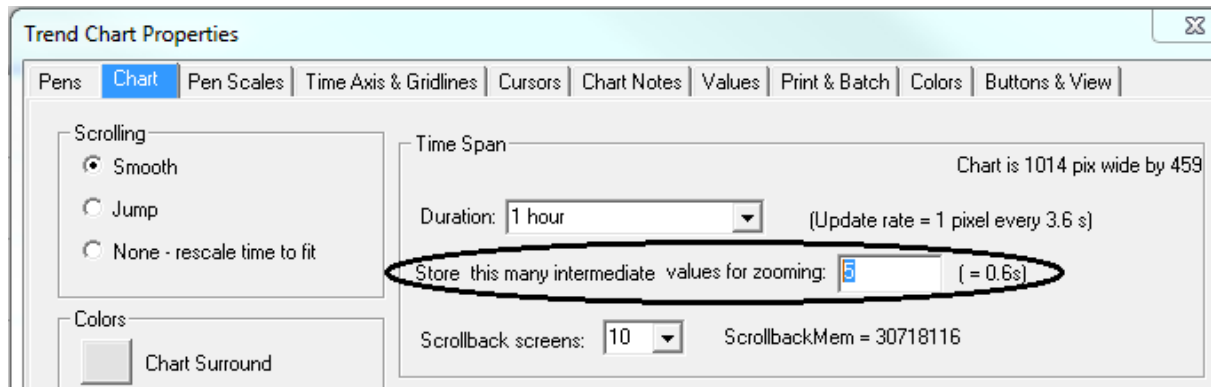 Trend Chart Properties
Pens Chart Pen Scales Time Axis & Gridlines Cursors Chart Notes Values Print & Batch Colors Buttons & View
Scrolling
Smooth
Jump
None - rescale time to fit
Time Span
Chart is 1014 pix wide by 459
Duration: 1 hour (Update rate = 1 pixel every 3.6 s)
Store this many intermediate values for zooming: 5 ( = 0.6s)
Scrollback screens: 10 ScrollbackMem = 30718116
Colors
Chart Surround